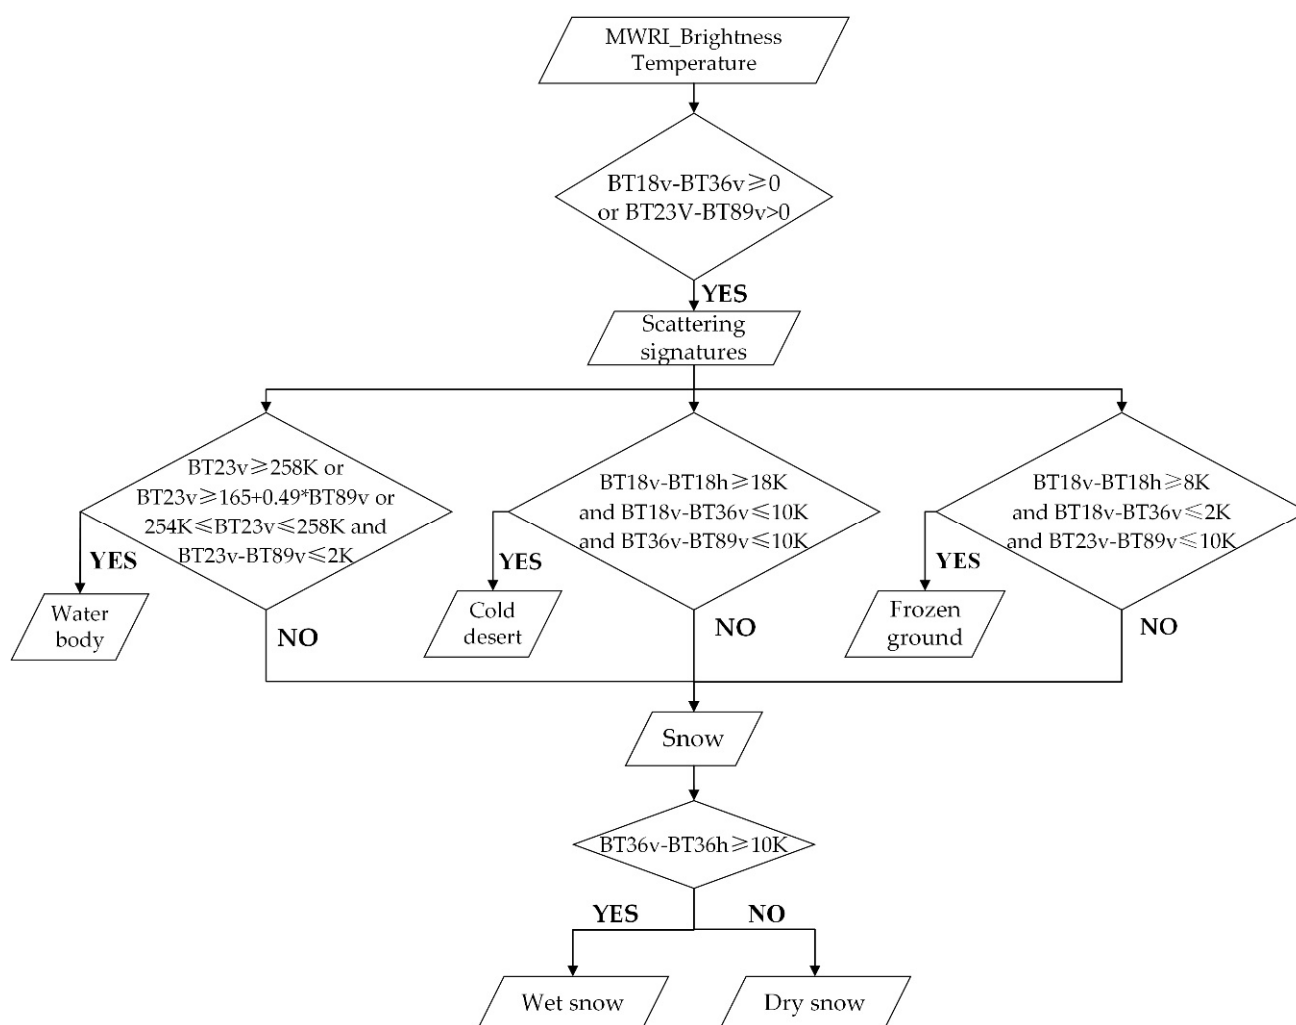 MWRI_Brightness
Temperature
BT18v-BT36v≥0
or BT23V-BT89v>0
YES
Scattering
signatures
BT23v≥258K or
BT23v≥165+0.49*BT89v or
254K≤BT23v≤258K and
BT23v-BT89v≤2K
YES
Water
body
NO
BT18v-BT18h≥18K
and BT18v-BT36v≤10K
and BT36v-BT89v≤10K
YES
Cold
desert
NO
BT18v-BT18h≥8K
and BT18v-BT36v≤2K
and BT23v-BT89v≤10K
YES
Frozen
ground
NO
Snow
BT36v-BT36h≥10K
YES
NO
Wet snow
Dry snow